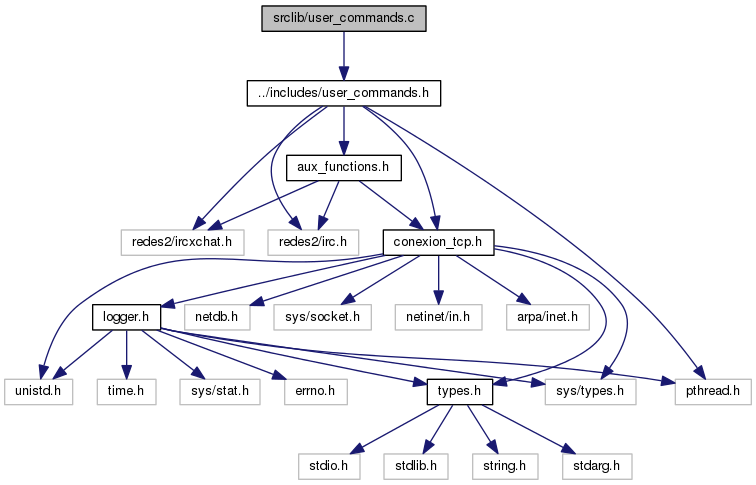 srclib/user_commands.c
../includes/user_commands.h
aux_functions.h
redes2/ircxchat.h
redes2/irc.h
conexion_tcp.h
logger.h
netdb.h
sys/socket.h
netinet/in.h
arpa/inet.h
unistd.h
time.h
sys/stat.h
errno.h
types.h
sys/types.h
pthread.h
stdio.h
stdlib.h
string.h
stdarg.h